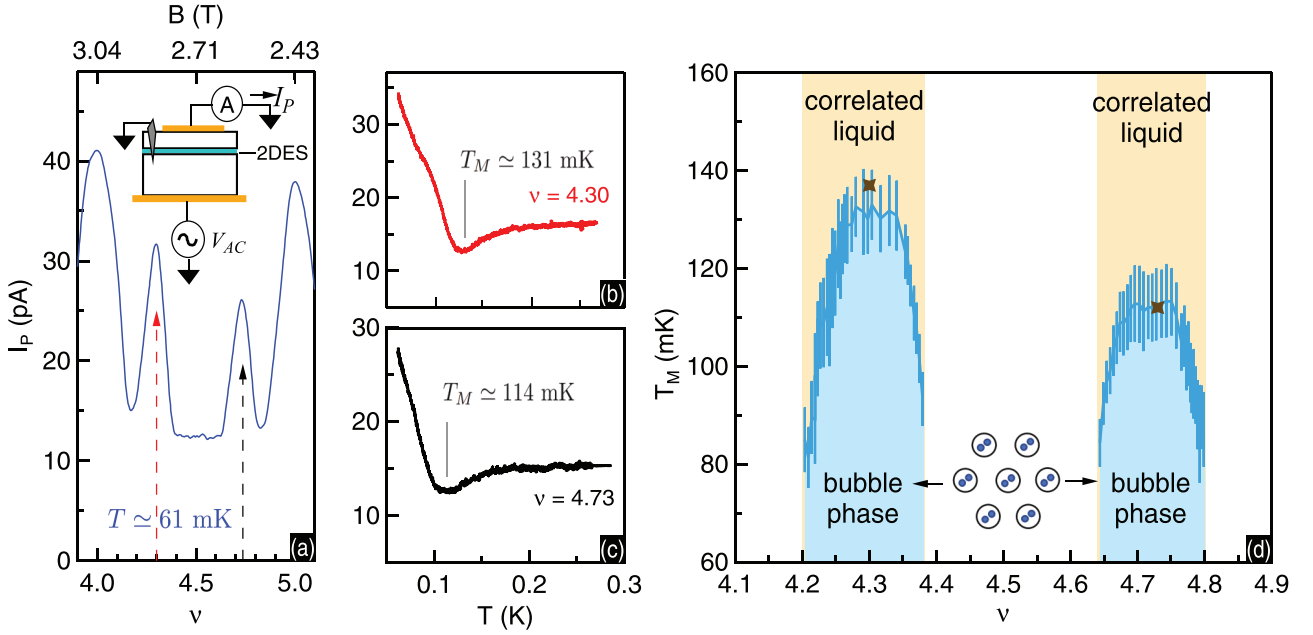 B (T)
3.04 2.71 2.43
A
I_P
2DES
V_AC
I_P (pA)
40
30
20
10
0
T ≃ 61 mK
(a)
4.0 4.5 5.0
ν
30
20
10
T_M ≃ 131 mK
ν = 4.30
(b)
30
20
10
T_M ≃ 114 mK
ν = 4.73
(c)
0.1 0.2 0.3
T (K)
T_M (mK)
160
140
120
100
80
60
correlated
liquid
correlated
liquid
bubble
phase
bubble
phase
(d)
4.1 4.2 4.3 4.4 4.5 4.6 4.7 4.8 4.9
ν